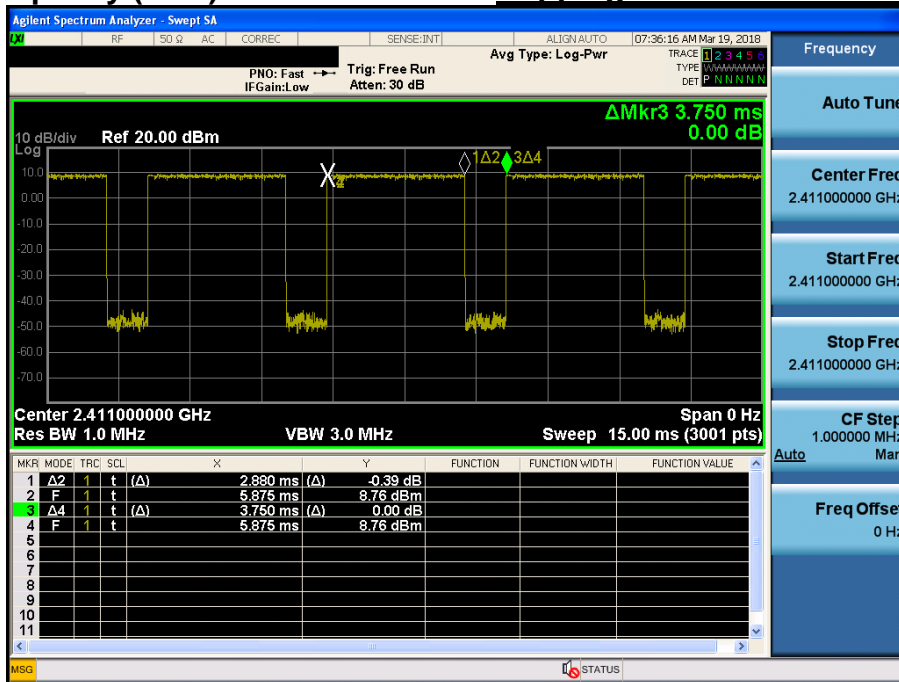 Agilent Spectrum Analyzer - Swept SA
LXI RF 50 Ω AC CORREC SENSE:INT ALIGN AUTO 07:36:16 AM Mar 19, 2018
Avg Type: Log-Pwr
TRACE 1 2 3 4 5 6
PNO: Fast Trig: Free Run
TYPE WWWWWW
IFGain:Low Atten: 30 dB
DET P N N N N N
ΔMkr3 3.750 ms
0.00 dB
10 dB/div Ref 20.00 dBm
Log
1Δ2 3Δ4
10.0
0.00
-10.0
-20.0
-30.0
-40.0
-50.0
-60.0
-70.0
Center 2.411000000 GHz Span 0 Hz
Res BW 1.0 MHz VBW 3.0 MHz Sweep 15.00 ms (3001 pts)
MKR MODE TRC SCL X Y FUNCTION FUNCTION WIDTH FUNCTION VALUE
1 Δ2 1 t (Δ) 2.880 ms (Δ) -0.39 dB
2 F 1 t 5.875 ms 8.76 dBm
3 Δ4 1 t (Δ) 3.750 ms (Δ) 0.00 dB
4 F 1 t 5.875 ms 8.76 dBm
5
6
7
8
9
10
11
MSG STATUS
Frequency
Auto Tune
Center Freq
2.411000000 GHz
Start Freq
2.411000000 GHz
Stop Freq
2.411000000 GHz
CF Step
1.000000 MHz
Auto Man
Freq Offset
0 Hz